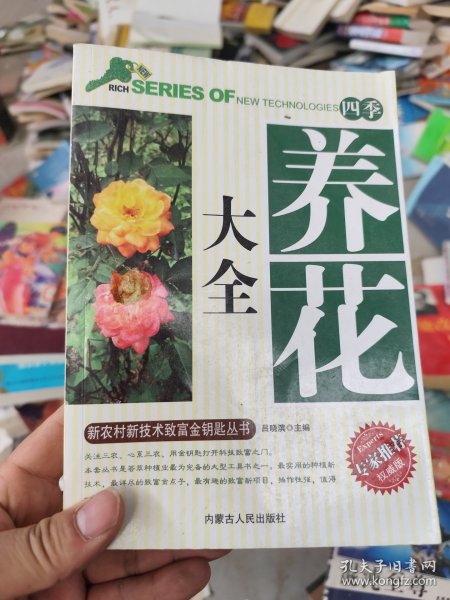 RICH SERIES OF NEW TECHNOLOGIES
四季
养花
大全
新农村新技术致富金钥匙丛书
吕晓滨◎主编
关注三农、心系三农，用金钥匙打开科技致富之门。
本套丛书是荟萃种植业最为完备的大型工具书之一，最实用的种植新
技术，最详尽的致富金点子，最有趣的致富新项目，操作性强，值得
Experts
专家推荐
权威版
内蒙古人民出版社
孔夫子旧书网
www.kongfz.com